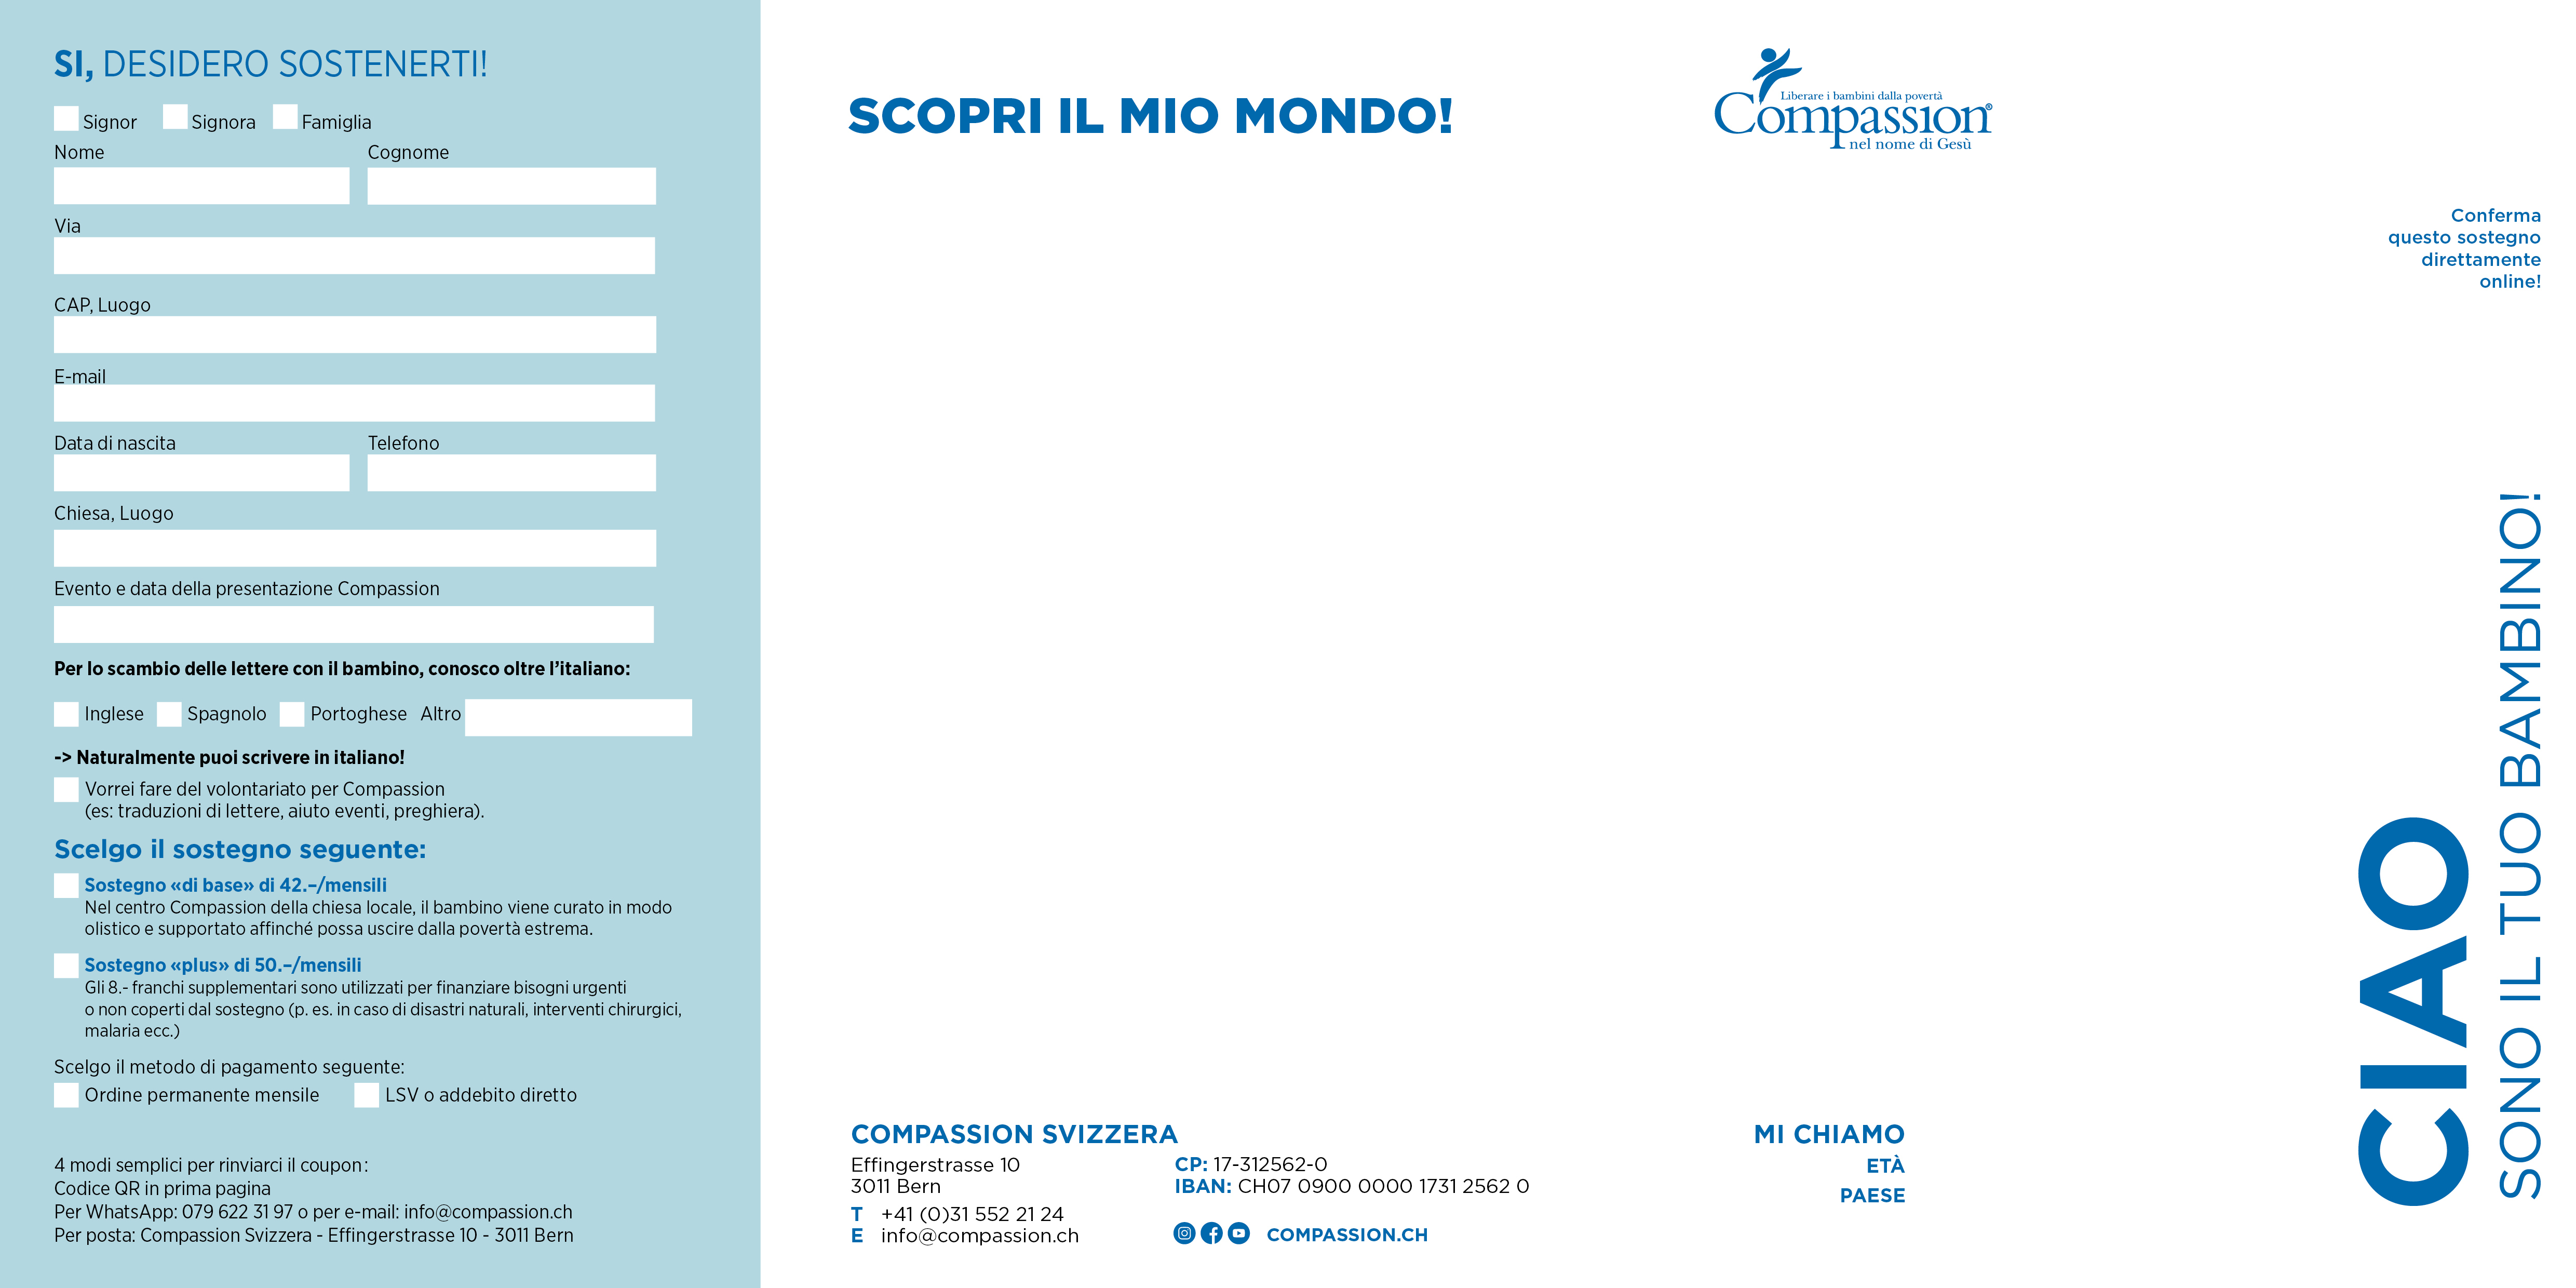 SI, DESIDERO SOSTENERTI!
Signor Signora Famiglia
Nome Cognome
Via
CAP, Luogo
E-mail
Data di nascita Telefono
Chiesa, Luogo
Evento e data della presentazione Compassion
Per lo scambio delle lettere con il bambino, conosco oltre l’italiano:
Inglese Spagnolo Portoghese Altro
-> Naturalmente puoi scrivere in italiano!
Vorrei fare del volontariato per Compassion
(es: traduzioni di lettere, aiuto eventi, preghiera).
Scelgo il sostegno seguente:
Sostegno «di base» di 42.–/mensili
Nel centro Compassion della chiesa locale, il bambino viene curato in modo
olistico e supportato affinché possa uscire dalla povertà estrema.
Sostegno «plus» di 50.–/mensili
Gli 8.- franchi supplementari sono utilizzati per finanziare bisogni urgenti
o non coperti dal sostegno (p. es. in caso di disastri naturali, interventi chirurgici,
malaria ecc.)
Scelgo il metodo di pagamento seguente:
Ordine permanente mensile LSV o addebito diretto
4 modi semplici per rinviarci il coupon :
Codice QR in prima pagina
Per WhatsApp: 079 622 31 97 o per e-mail: info@compassion.ch
Per posta: Compassion Svizzera - Effingerstrasse 10 - 3011 Bern
SCOPRI IL MIO MONDO!
COMPASSION SVIZZERA
Effingerstrasse 10
3011 Bern
T +41 (0)31 552 21 24
E info@compassion.ch
CP: 17-312562-0
IBAN: CH07 0900 0000 1731 2562 0
COMPASSION.CH
Liberare i bambini dalla povertà
Compassion®
nel nome di Gesù
Conferma
questo sostegno
direttamente
online!
MI CHIAMO
ETÀ
PAESE
CIAO
SONO IL TUO BAMBINO!